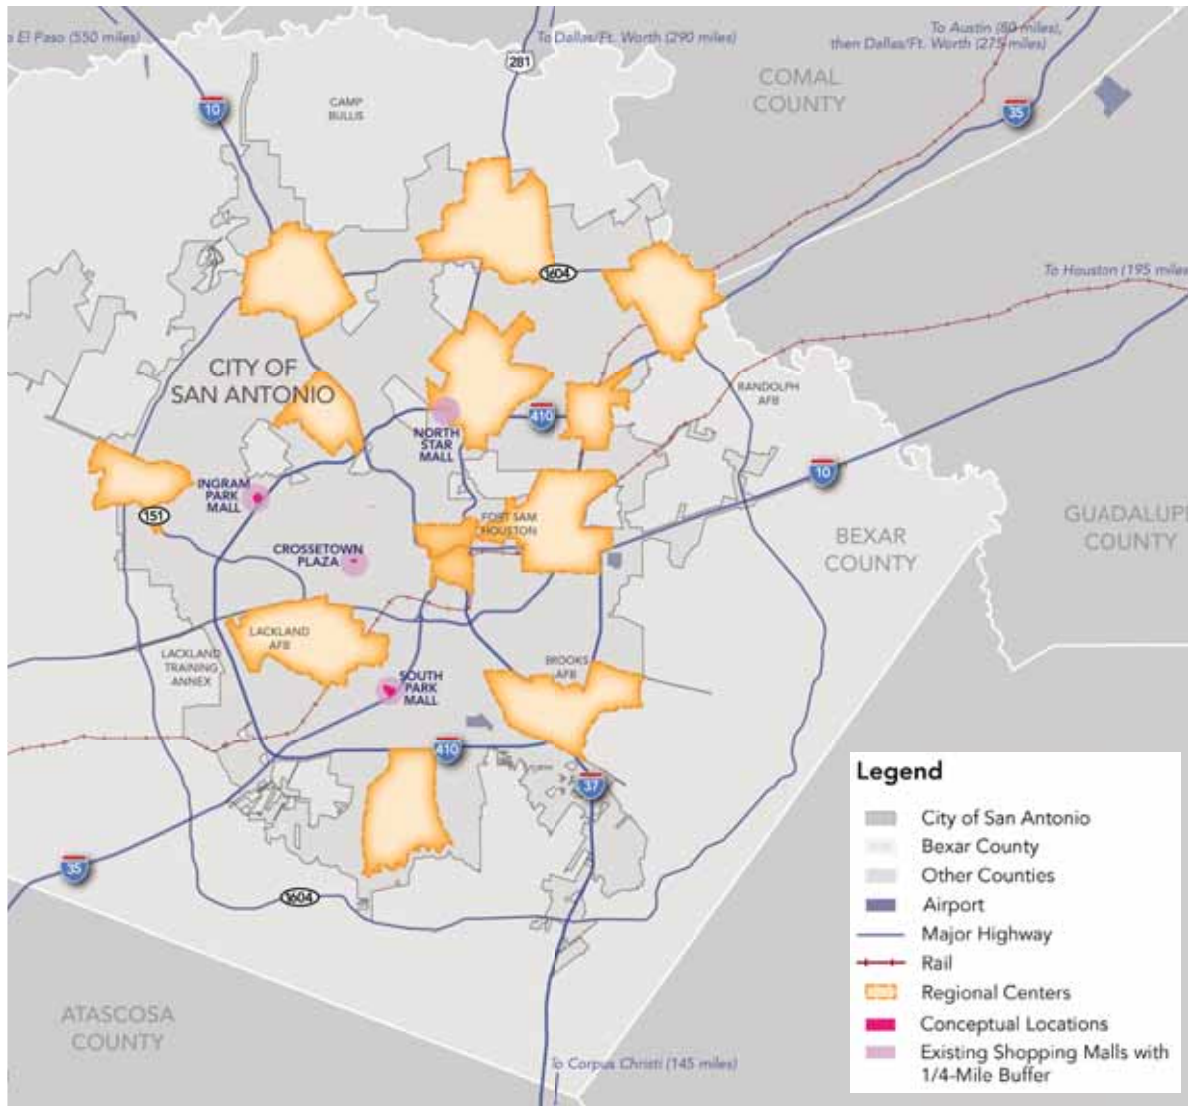 o El Paso (550 miles)
To Dallas/Ft. Worth (290 miles)
To Austin (80 miles),
then Dallas/Ft. Worth (275 miles)
281
COMAL
COUNTY
10
CAMP
BULLIS
35
1604
To Houston (195 miles
CITY OF
SAN ANTONIO
RANDOLPH
AFB
410
NORTH
STAR
MALL
10
INGRAM
PARK
MALL
151
FORT SAM
HOUSTON
GUADALUPE
COUNTY
BEXAR
COUNTY
CROSSETOWN
PLAZA
LACKLAND
AFB
LACKLAND
TRAINING
ANNEX
BROOKS
AFB
SOUTH
PARK
MALL
410
37
35
1604
ATASCOSA
COUNTY
To Corpus Christi (145 miles)
Legend
City of San Antonio
Bexar County
Other Counties
Airport
Major Highway
Rail
Regional Centers
Conceptual Locations
Existing Shopping Malls with
1/4-Mile Buffer